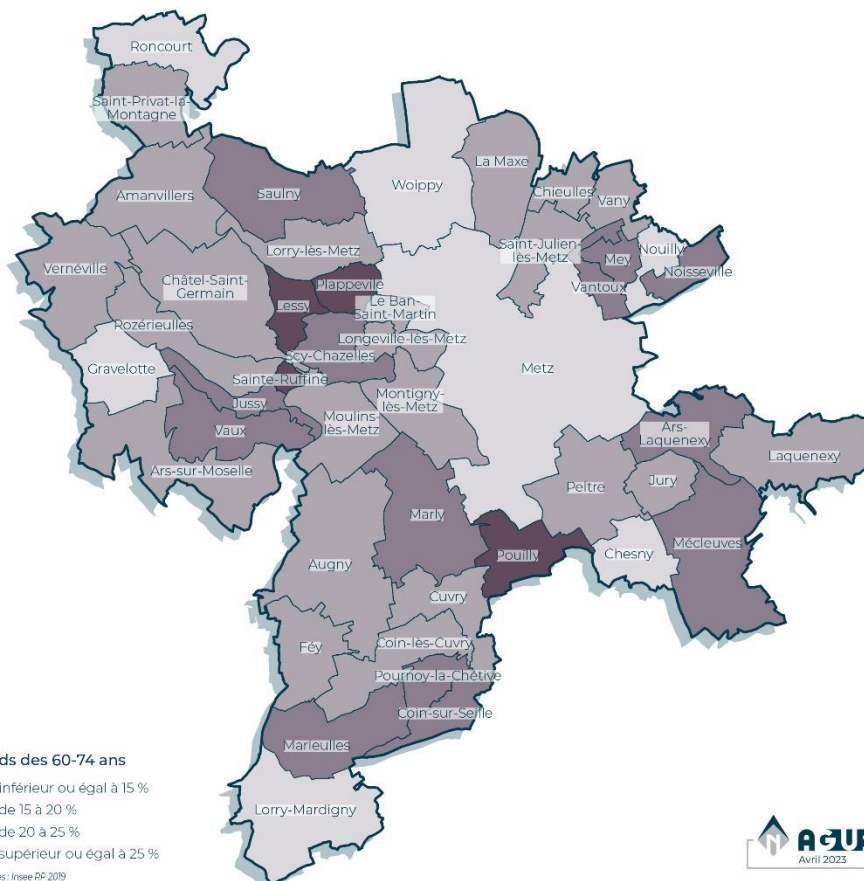 Roncourt
Saint-Privat-la-
Montagne
Amanvillers
Saulny
Woippy
La Maxe
Chieulles
Vany
Vernéville
Châtel-Saint-
Germain
Lorry-lès-Metz
Saint-Julien-
lès-Metz
Mey
Nouilly
Noisseville
Vantoux
Lessy
Plappeville
Le Ban-
Saint-Martin
Rozérieulles
Longeville-lès-Metz
Scy-Chazelles
Gravelotte
Metz
Sainte-Ruffine
Jussy
Montigny-
lès-Metz
Moulins-
lès-Metz
Vaux
Ars-
Laquenexy
Laquenexy
Ars-sur-Moselle
Peltre
Jury
Marly
Augny
Pouilly
Chesny
Mécleuves
Cuvry
Féy
Coin-lès-Cuvry
Pournoy-la-Chétive
Coin-sur-Seille
Marieulles
Lorry-Mardigny
ds des 60-74 ans
inférieur ou égal à 15 %
de 15 à 20 %
de 20 à 25 %
supérieur ou égal à 25 %
es : Insee RP 2019
N
AGUR
Avril 2023